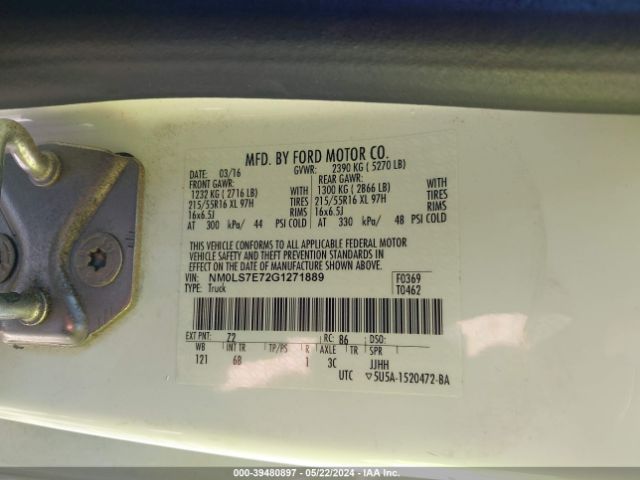 MFD. BY FORD MOTOR CO.
DATE: 03/16 GVWR: 2390 KG ( 5270 LB)
FRONT GAWR: REAR GAWR:
1232 KG ( 2716 LB) WITH 1300 KG ( 2866 LB) WITH
215/55R16 XL 97H TIRES 215/55R16 XL 97H TIRES
16x6.5J RIMS 16x6.5J RIMS
AT 300 kPa/ 44 PSI COLD AT 330 kPa/ 48 PSI COLD
THIS VEHICLE CONFORMS TO ALL APPLICABLE FEDERAL MOTOR
VEHICLE SAFETY AND THEFT PREVENTION STANDARDS IN
EFFECT ON THE DATE OF MANUFACTURE SHOWN ABOVE.
VIN: NM0LS7E72G1271889 F0369
TYPE: Truck T0462
EXT PNT: Z2 RC: 86 DSO:
WB INT TR TP/PS R AXLE TR SPR
121 6B 1 3C JJHH
UTC ▽5U5A-1520472-BA
© IAA - 39480897 - 05/22/2024 - IAA Inc.